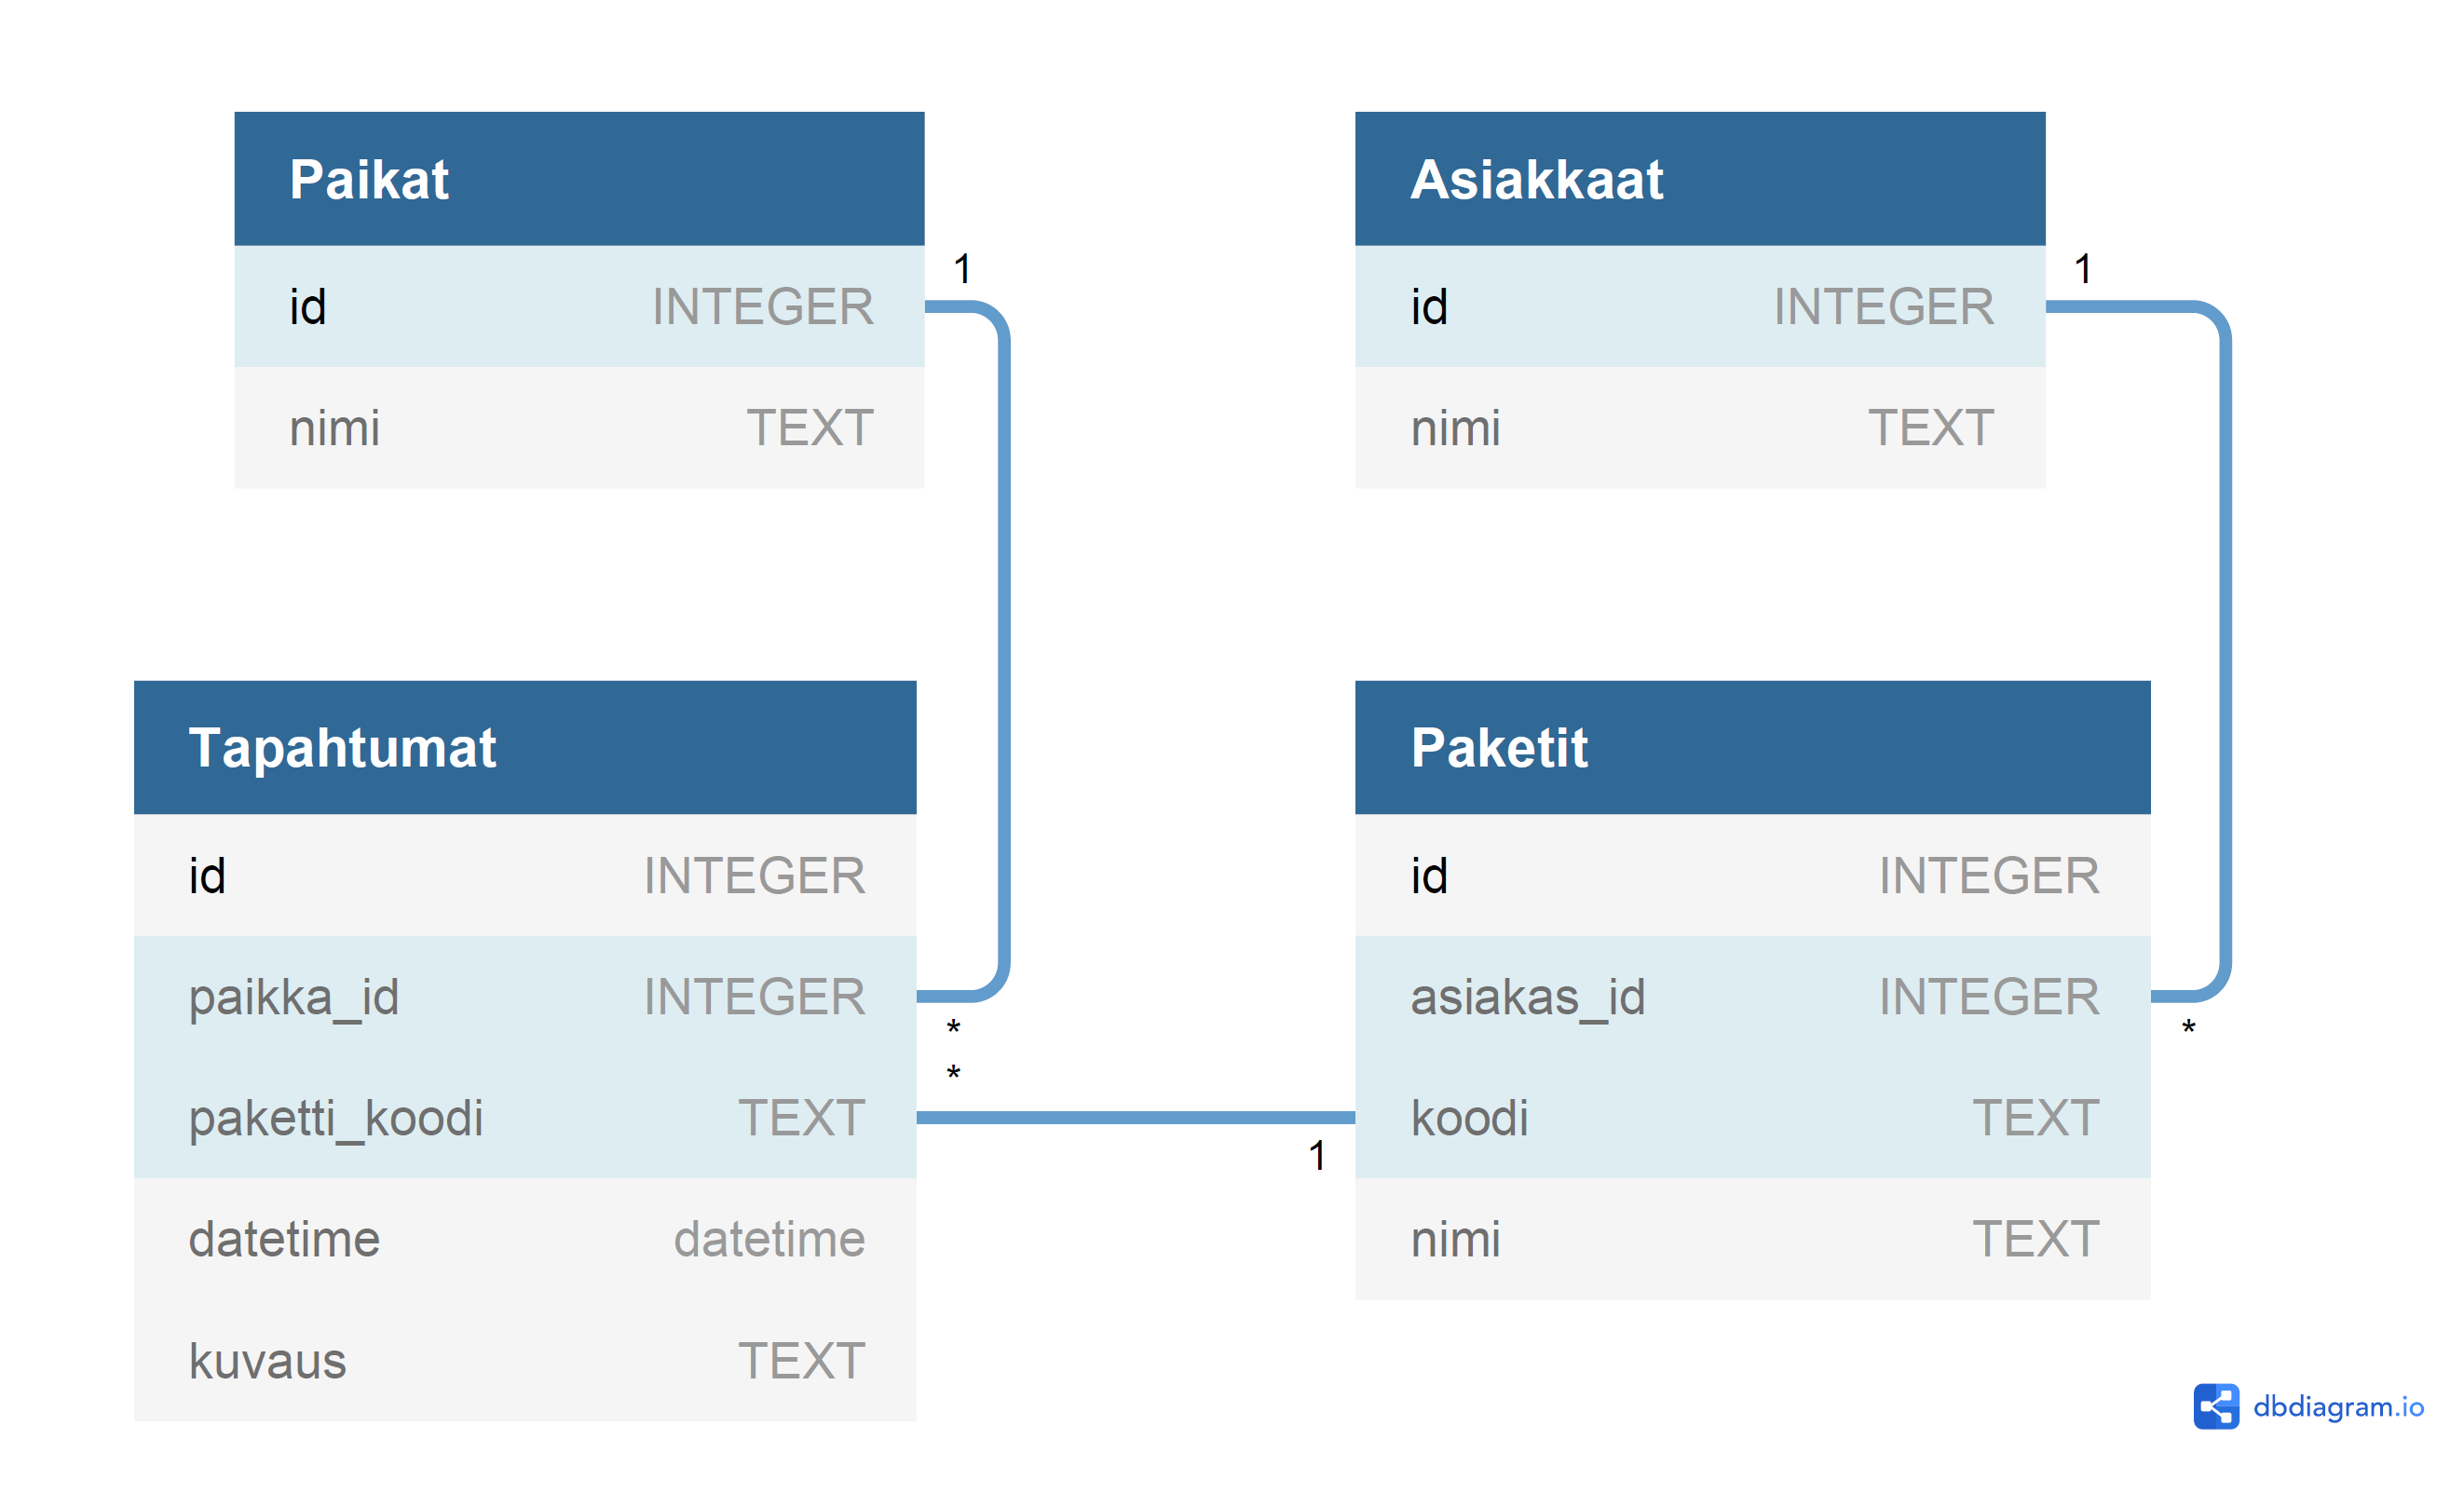 Paikat
id INTEGER
nimi TEXT
1
Asiakkaat
id INTEGER
nimi TEXT
1
Tapahtumat
id INTEGER
paikka_id INTEGER
*
*
paketti_koodi TEXT
datetime datetime
kuvaus TEXT
Paketit
id INTEGER
asiakas_id INTEGER
*
koodi TEXT
1
nimi TEXT
dbdiagram.io